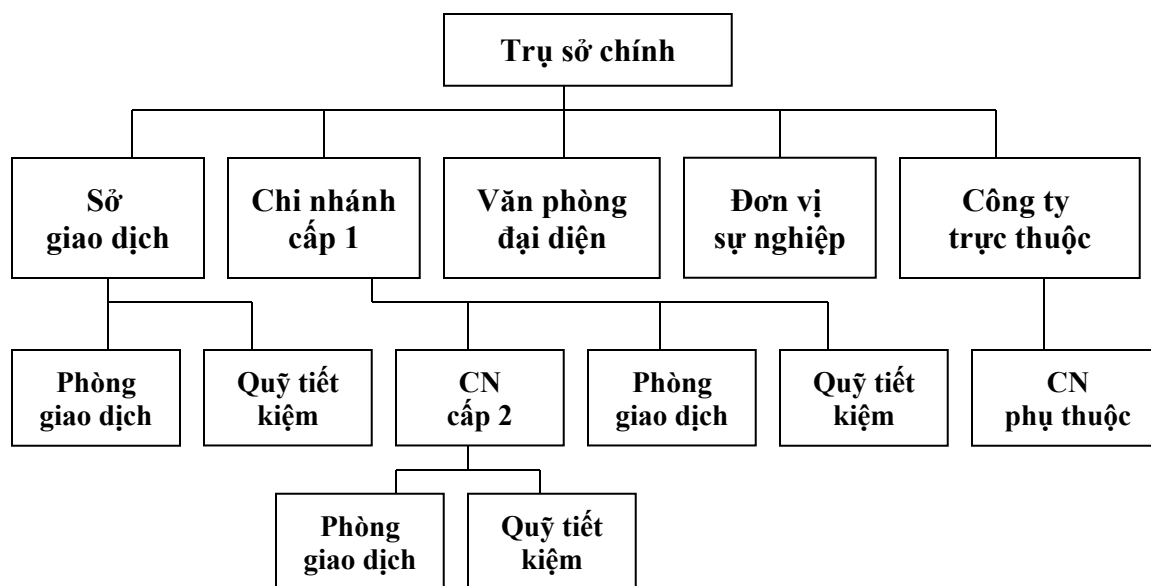 Trụ sở chính
Sở
giao dịch
Chi nhánh
cấp 1
Văn phòng
đại diện
Đơn vị
sự nghiệp
Công ty
trực thuộc
Phòng
giao dịch
Quỹ tiết
kiệm
CN
cấp 2
Phòng
giao dịch
Quỹ tiết
kiệm
CN
phụ thuộc
Phòng
giao dịch
Quỹ tiết
kiệm